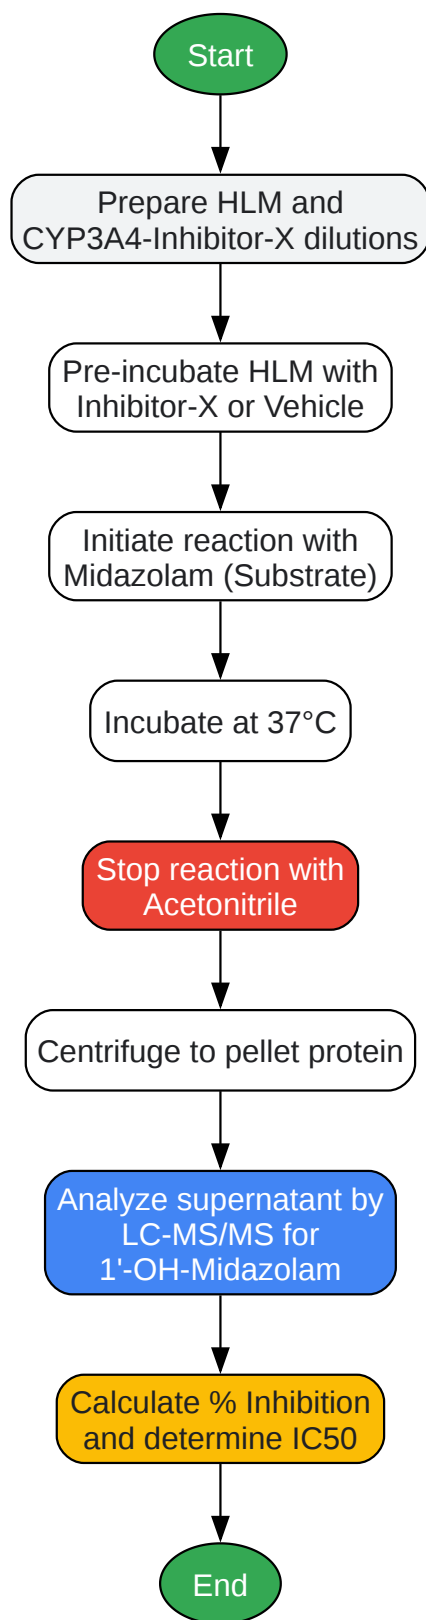 Start
Prepare HLM and
CYP3A4-Inhibitor-X dilutions
Pre-incubate HLM with
Inhibitor-X or Vehicle
Initiate reaction with
Midazolam (Substrate)
Incubate at 37°C
Stop reaction with
Acetonitrile
Centrifuge to pellet protein
Analyze supernatant by
LC-MS/MS for
1'-OH-Midazolam
Calculate % Inhibition
and determine IC50
End